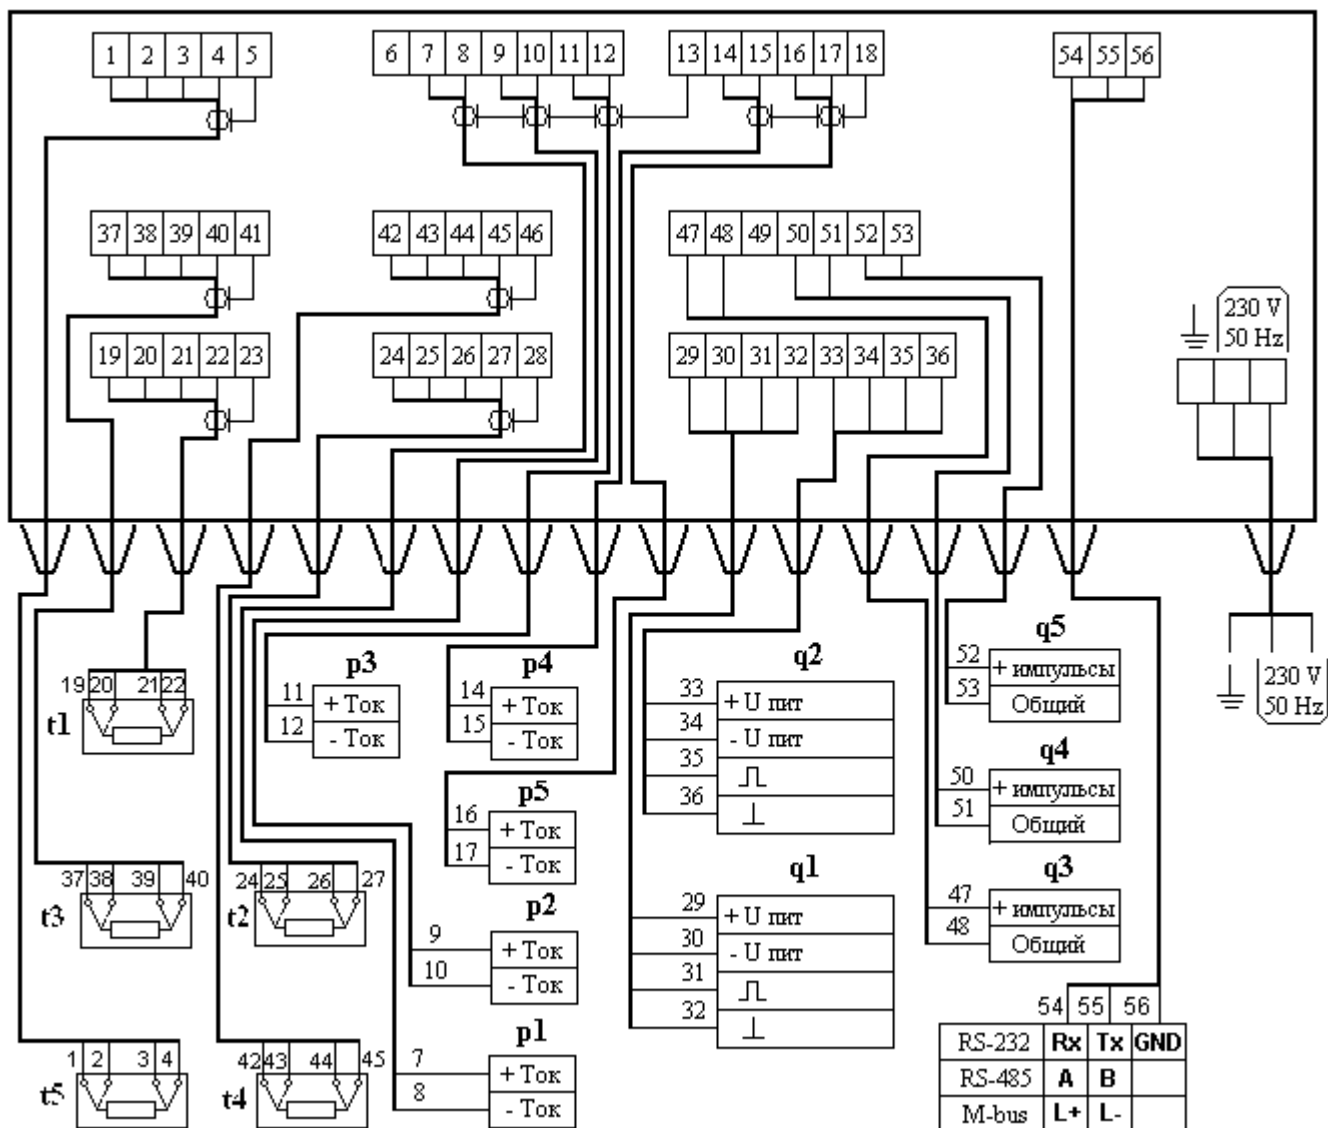 1 2 3 4 5
6 7 8 9 10 11 12
13 14 15 16 17 18
54 55 56
37 38 39 40 41
42 43 44 45 46
47 48 49 50 51 52 53
230 V
50 Hz
19 20 21 22 23
24 25 26 27 28
29 30 31 32 33 34 35 36
19 20 21 22
t1
p3
11 + Ток
12 - Ток
p4
14 + Ток
15 - Ток
q2
33 + U пит
34 - U пит
35
36
q5
52 + импульсы
53 Общий
230 V
50 Hz
p5
16 + Ток
17 - Ток
q4
50 + импульсы
51 Общий
37 38 39 40
t3
24 25 26 27
t2
p2
9 + Ток
10 - Ток
q1
29 + U пит
30 - U пит
31
32
q3
47 + импульсы
48 Общий
1 2 3 4
t5
42 43 44 45
t4
p1
7 + Ток
8 - Ток
54 55 56
RS-232 Rx Tx GND
RS-485 A B
M-bus L+ L-